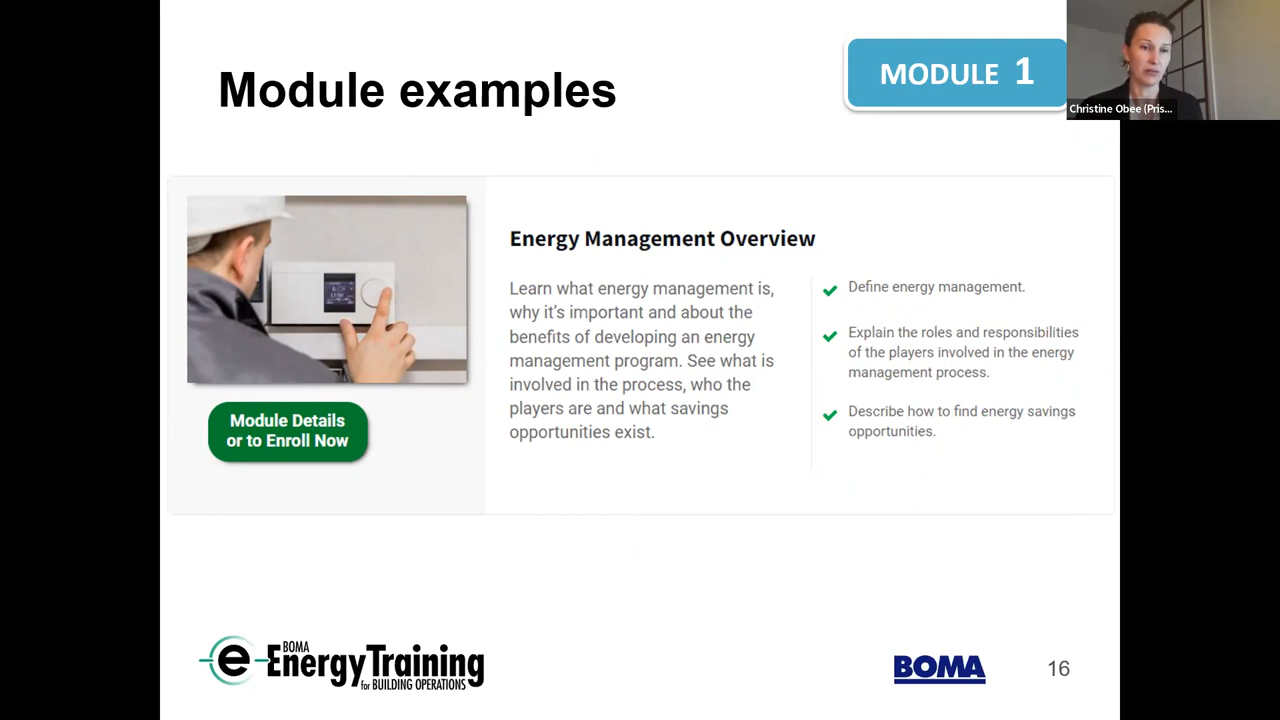 Module examples
MODULE 1
Christine Obee (Pris...
Energy Management Overview
Learn what energy management is,
why it's important and about the
benefits of developing an energy
management program. See what is
involved in the process, who the
players are and what savings
opportunities exist.
Define energy management.
Explain the roles and responsibilities
of the players involved in the energy
management process.
Describe how to find energy savings
opportunities.
Module Details
or to Enroll Now
e
BOMA
Energy Training
for BUILDING OPERATIONS
BOMA
16